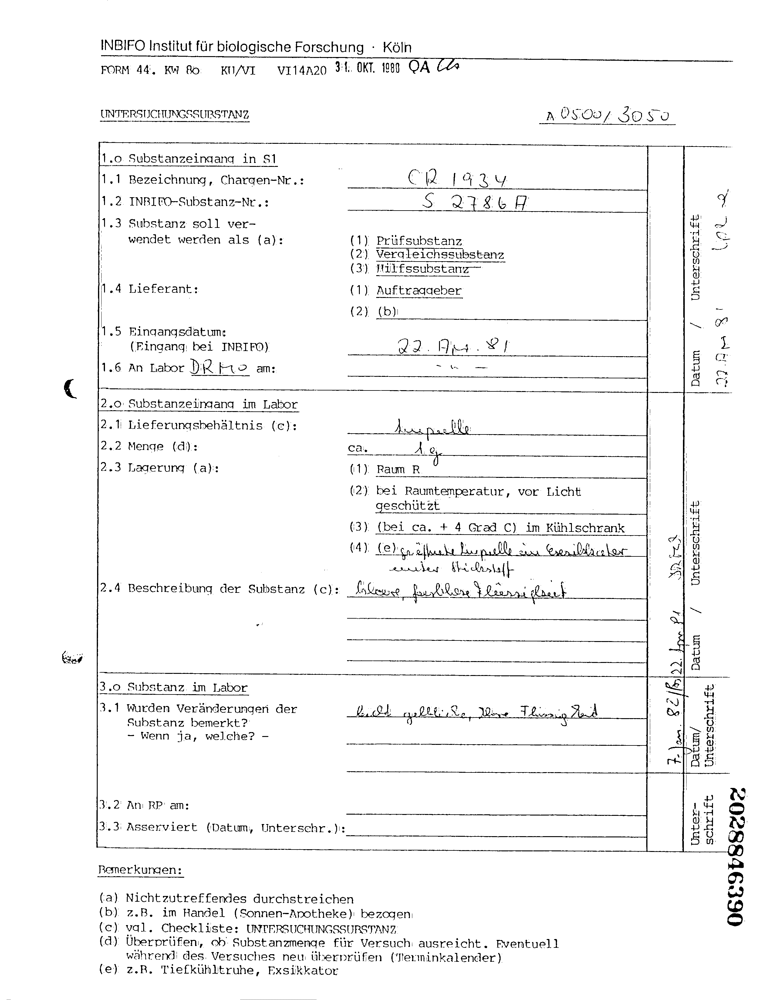 INBIFO Institut für biologische Forschung · Köln
FORM 44. KW 80 KU/VI VI14A20 31. OKT. 1980 QA
UNTERSUCHUNGSSUBSTANZ A 0500/3050
1.o Substanzeingang in S1
1.1 Bezeichnung, Chargen-Nr.: CR 1934
1.2 INBIFO-Substanz-Nr.: S 2786A
1.3 Substanz soll ver-
wendet werden als (a):
(1) Prüfsubstanz
(2) Vergleichssubstanz
(3) Hilfssubstanz
1.4 Lieferant: (1) Auftraggeber
(2) (b)
1.5 Eingangsdatum:
(Eingang bei INBIFO) 22. Apr. 81
1.6 An Labor DRMO am: - " -
Datum / Unterschrift
22. Apr 81
2.o Substanzeingang im Labor
2.1 Lieferungsbehältnis (c): Ampulle
2.2 Menge (d): ca. 1 g
2.3 Lagerung (a): (1) Raum R
(2) bei Raumtemperatur, vor Licht
geschützt
(3) (bei ca. + 4 Grad C) im Kühlschrank
(4) (e) geöffnete Ampulle im Exsikkator
unter Stickstoff
2.4 Beschreibung der Substanz (c): klare, farblose Flüssigkeit
Datum / Unterschrift
22. Apr 81
3.o Substanz im Labor
3.1 Wurden Veränderungen der
Substanz bemerkt?
- Wenn ja, welche? -
leicht gelbliche, klare Flüssigkeit
Datum/
Unterschrift
7. Jan. 82
3.2 An RP am:
3.3 Asserviert (Datum, Unterschr.):
Unter-
schrift
2028846390
Bemerkungen:
(a) Nichtzutreffendes durchstreichen
(b) z.B. im Handel (Sonnen-Apotheke) bezogen
(c) vgl. Checkliste: UNTERSUCHUNGSSUBSTANZ
(d) Überprüfen, ob Substanzmenge für Versuch ausreicht. Eventuell
während des Versuches neu überprüfen (Terminkalender)
(e) z.B. Tiefkühltruhe, Exsikkator